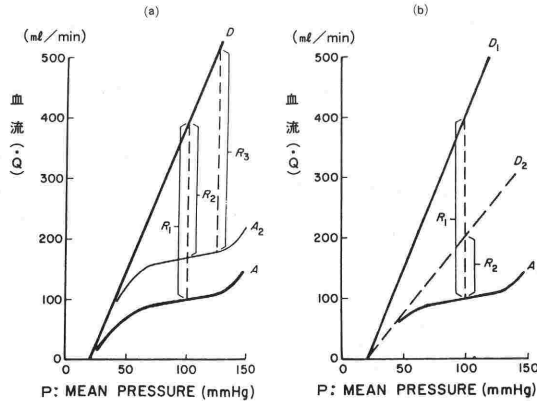 (a)
(mℓ/min)
500
400
300
200
100
0
血
流
(Q̇)
D
R₃
R₂
R₁
A₂
A
0
50
100
150
P: MEAN PRESSURE (mmHg)
(b)
(mℓ/min)
500
400
300
200
100
0
血
流
(Q̇)
D₁
D₂
R₁
R₂
A
0
50
100
150
P: MEAN PRESSURE (mmHg)